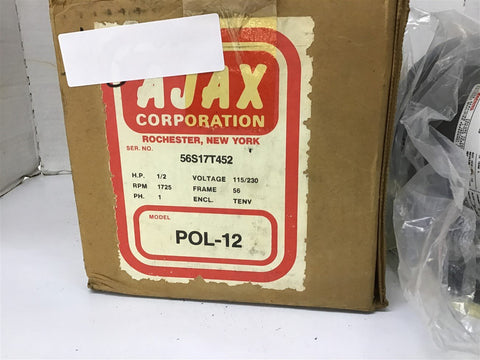 AJAX
CORPORATION
ROCHESTER, NEW YORK
SER. NO.
56S17T452
H.P. 1/2 VOLTAGE 115/230
RPM 1725 FRAME 56
PH. 1 ENCL. TENV
MODEL
POL-12